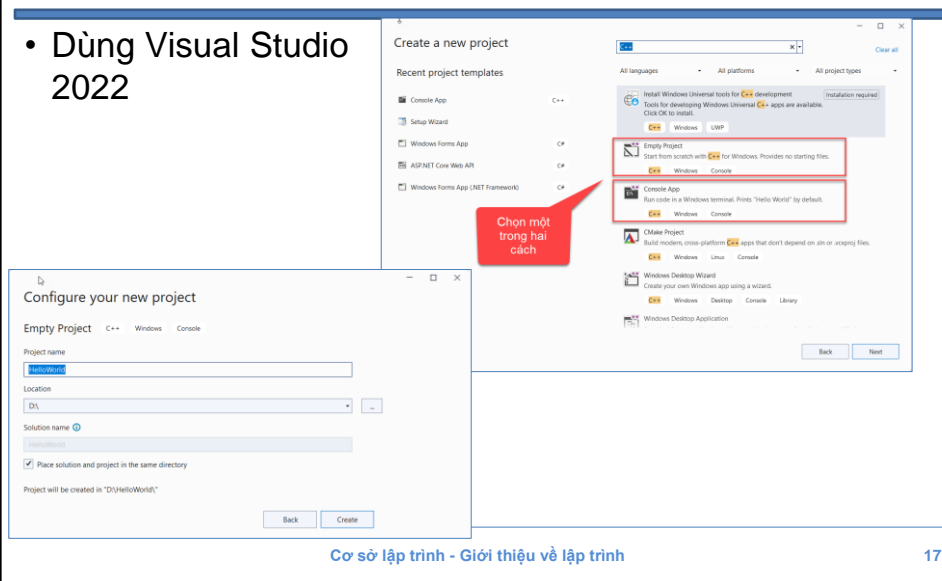 • Dùng Visual Studio
2022
Create a new project
Recent project templates
Console App C++
Setup Wizard
Windows Forms App C#
ASP.NET Core Web API C#
Windows Forms App (.NET Framework) C#
C++
Clear all
All languages All platforms All project types
Install Windows Universal tools for C++ development Installation required
Tools for developing Windows Universal C++ apps are available.
Click OK to install.
C++ Windows UWP
Empty Project
Start from scratch with C++ for Windows. Provides no starting files.
C++ Windows Console
Console App
Run code in a Windows terminal. Prints "Hello World" by default.
C++ Windows Console
CMake Project
Build modern, cross-platform C++ apps that don't depend on .sln or .vcxproj files.
C++ Windows Linux Console
Windows Desktop Wizard
Create your own Windows app using a wizard.
C++ Windows Desktop Console Library
Windows Desktop Application
Back Next
Chọn một
trong hai
cách
Configure your new project
Empty Project C++ Windows Console
Project name
HelloWorld
Location
D:\
...
Solution name
HelloWorld
Place solution and project in the same directory
Project will be created in "D:\HelloWorld\"
Back Create
Cơ sở lập trình - Giới thiệu về lập trình 17